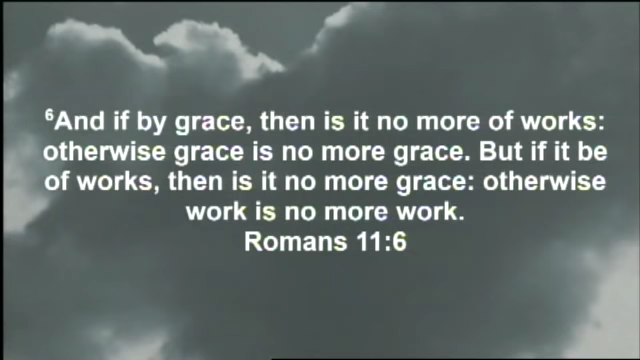 ⁶And if by grace, then is it no more of works:
otherwise grace is no more grace. But if it be
of works, then is it no more grace: otherwise
work is no more work.
Romans 11:6